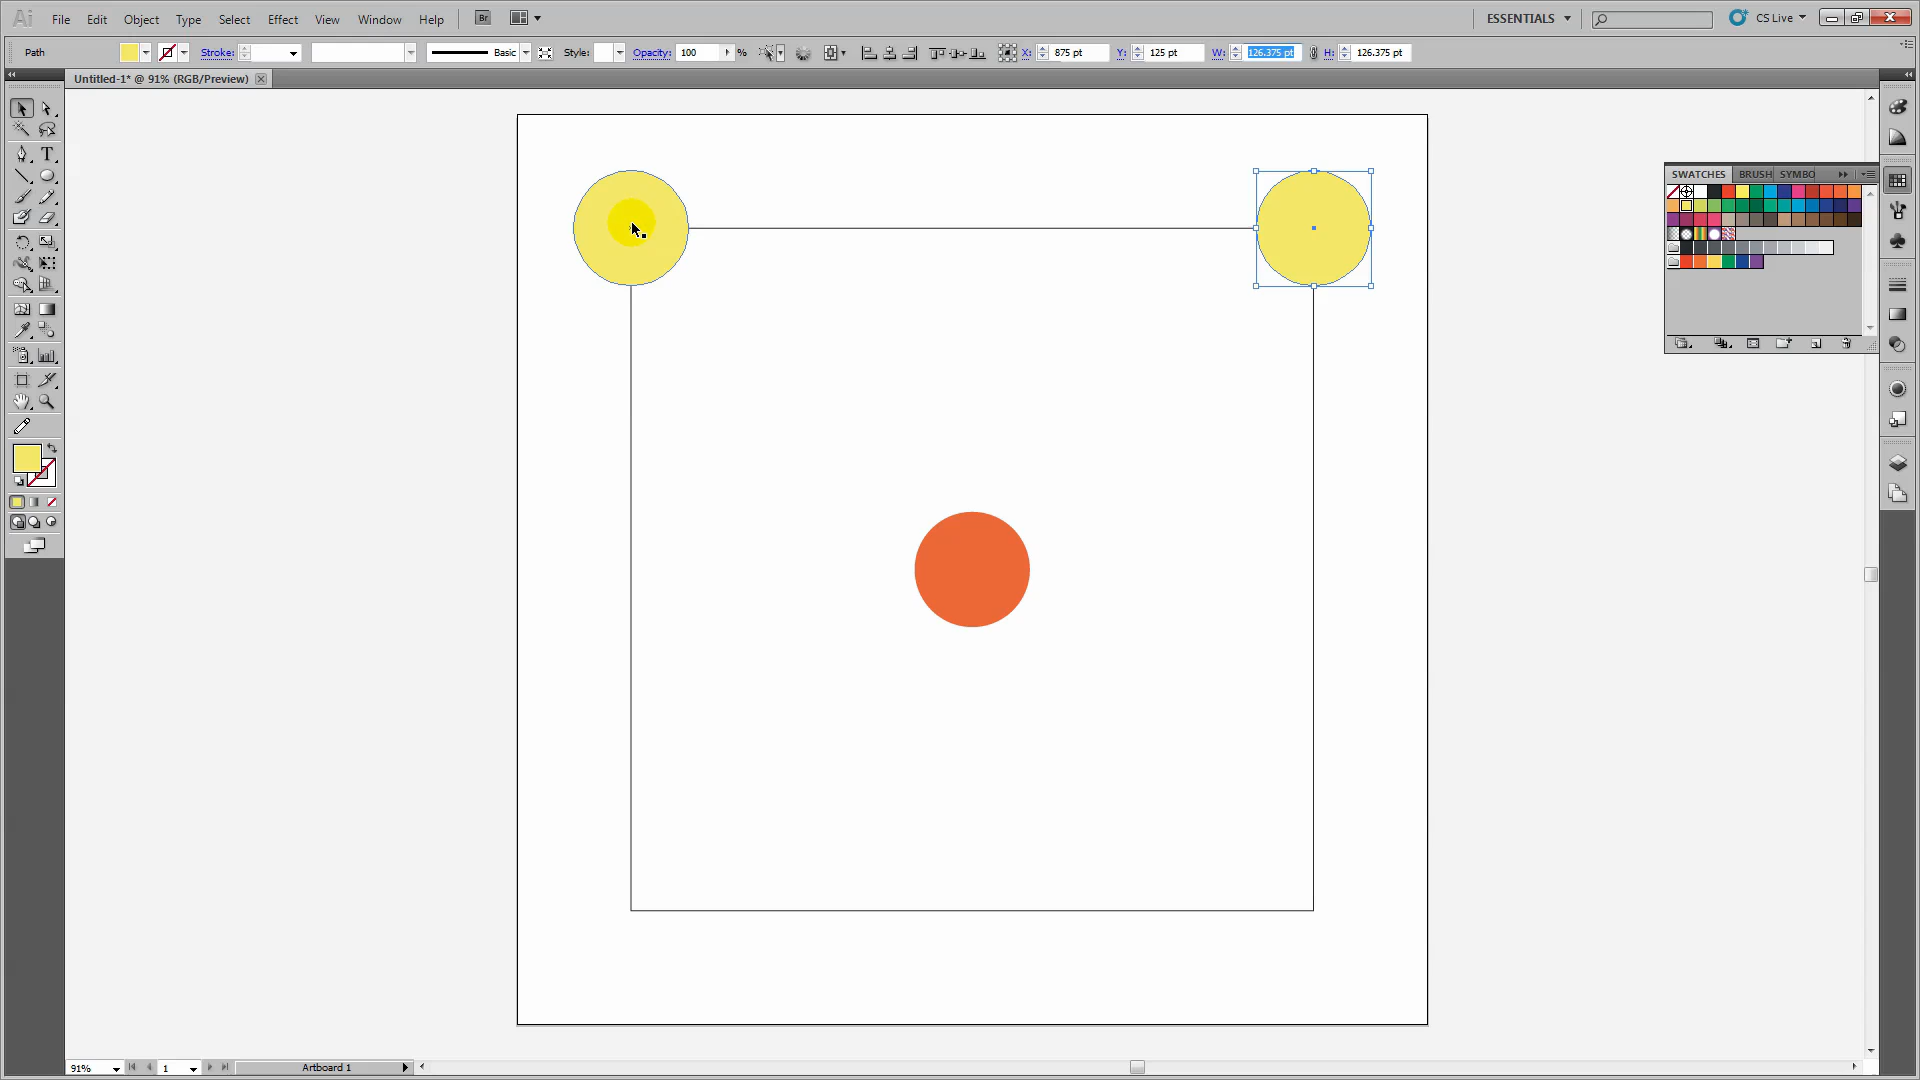 Ai File Edit Object Type Select Effect View Window Help Br ESSENTIALS CS Live
Path Stroke: Basic Style: Opacity: 100 % X: 875 pt Y: 125 pt W: 126.375 pt H: 126.375 pt
Untitled-1* @ 91% (RGB/Preview)
SWATCHES BRUSH SYMBO
T
91% 1 Artboard 1